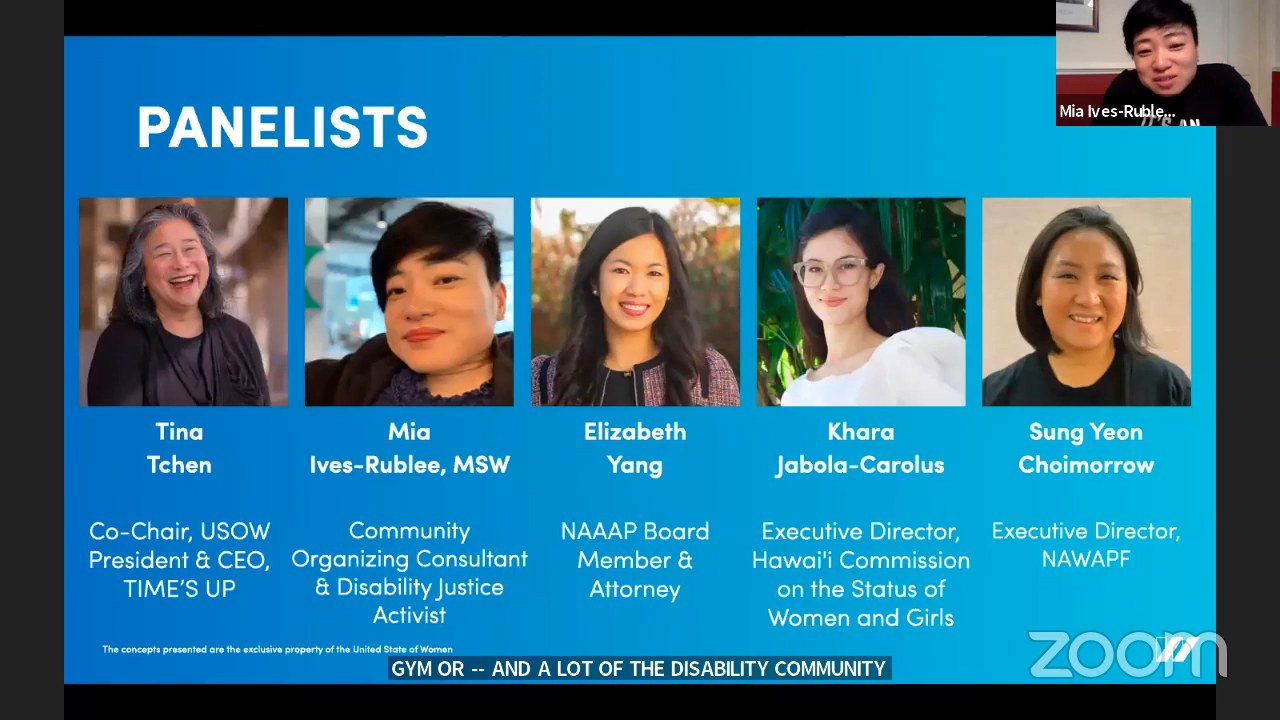 PANELISTS
Mia Ives-Ruble...
IT'S AN
Tina
Tchen
Mia
Ives-Rublee, MSW
Elizabeth
Yang
Khara
Jabola-Carolus
Sung Yeon
Choimorrow
Co-Chair, USOW
President & CEO,
TIME'S UP
Community
Organizing Consultant
& Disability Justice
Activist
NAAAP Board
Member &
Attorney
Executive Director,
Hawai'i Commission
on the Status of
Women and Girls
Executive Director,
NAWAPF
The concepts presented are the exclusive property of the United State of Women
GYM OR -- AND A LOT OF THE DISABILITY COMMUNITY
zoom